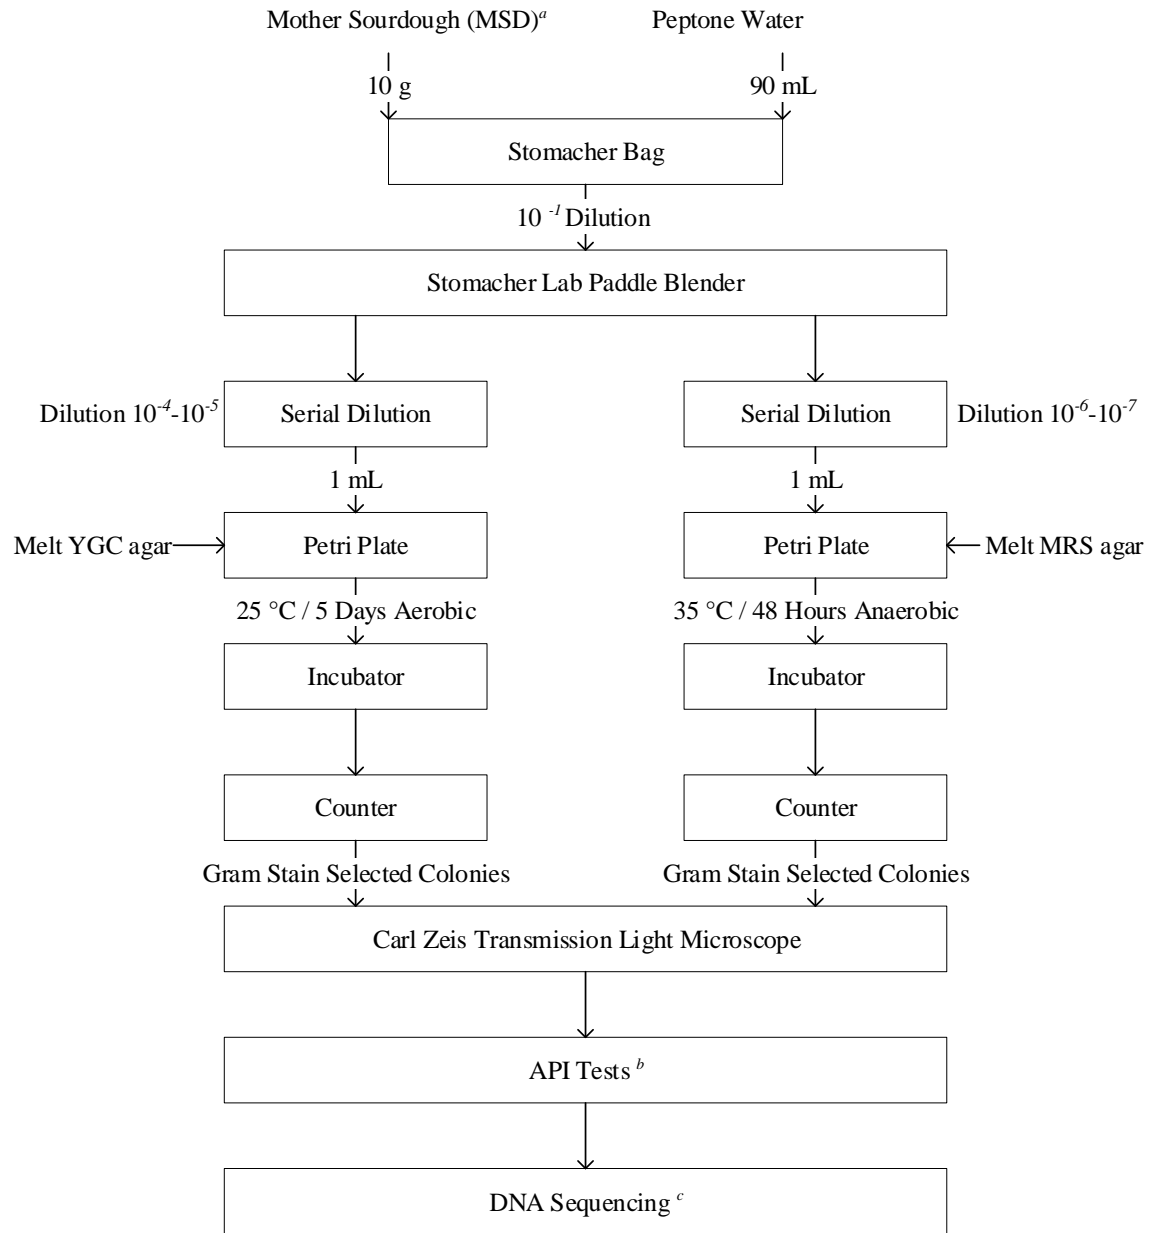 Mother Sourdough (MSD)a Peptone Water
10 g 90 mL
Stomacher Bag
10 -1 Dilution
Stomacher Lab Paddle Blender
Dilution 10-4-10-5 Serial Dilution Serial Dilution Dilution 10-6-10-7
1 mL 1 mL
Melt YGC agar Petri Plate Petri Plate Melt MRS agar
25 °C / 5 Days Aerobic 35 °C / 48 Hours Anaerobic
Incubator Incubator
Counter Counter
Gram Stain Selected Colonies Gram Stain Selected Colonies
Carl Zeis Transmission Light Microscope
API Tests b
DNA Sequencing c